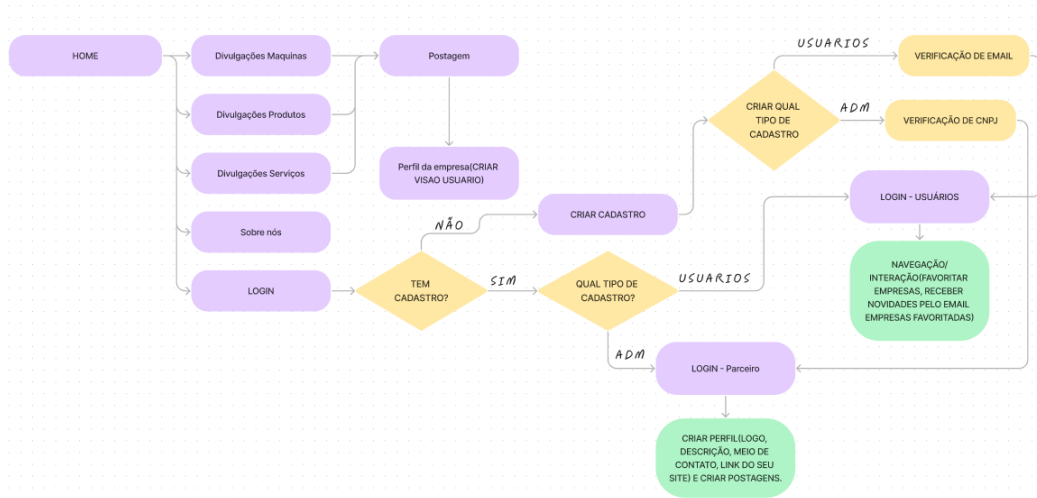 HOME
Divulgações Maquinas
Postagem
Divulgações Produtos
Divulgações Serviços
Perfil da empresa(CRIAR
VISAO USUARIO)
Sobre nós
LOGIN
TEM
CADASTRO?
NÃO
SIM
CRIAR CADASTRO
QUAL TIPO DE
CADASTRO?
USUARIOS
ADM
CRIAR QUAL
TIPO DE
CADASTRO
USUARIOS
VERIFICAÇÃO DE EMAIL
ADM
VERIFICAÇÃO DE CNPJ
LOGIN - USUÁRIOS
NAVEGAÇÃO/
INTERAÇÃO(FAVORITAR
EMPRESAS, RECEBER
NOVIDADES PELO EMAIL
EMPRESAS FAVORITADAS)
LOGIN - Parceiro
CRIAR PERFIL(LOGO,
DESCRIÇÃO, MEIO DE
CONTATO, LINK DO SEU
SITE) E CRIAR POSTAGENS.